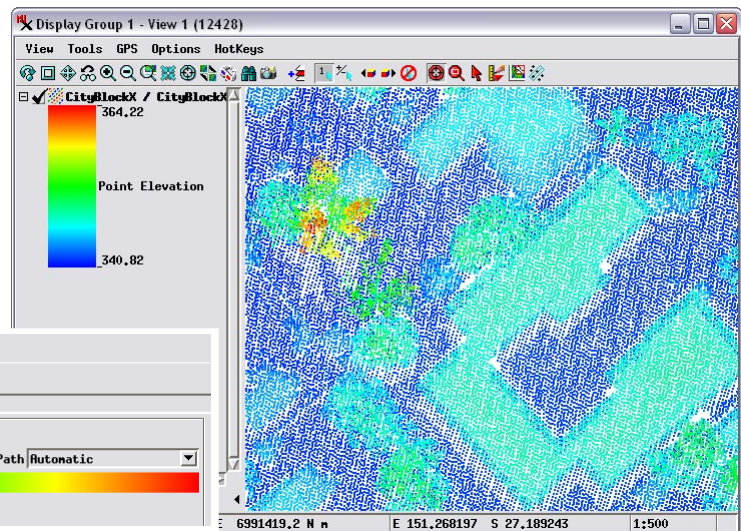 Display Group 1 - View 1 (12428)
View Tools GPS Options HotKeys
CityBlockX / CityBlockX
364.22
Point Elevation
340.82
Path Automatic
6991419.2 N m E 151.268197 S 27.189243 1:500